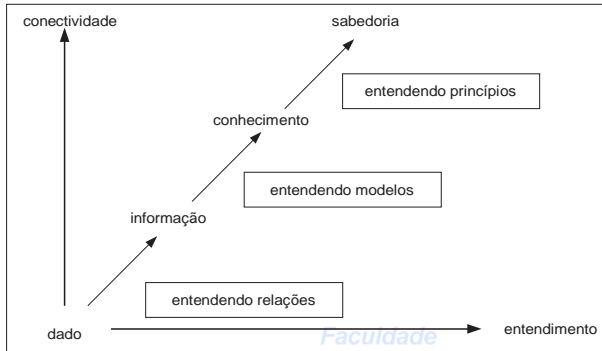 conectividade
sabedoria
entendendo princípios
conhecimento
entendendo modelos
informação
entendendo relações
dado
entendimento
Faculdade